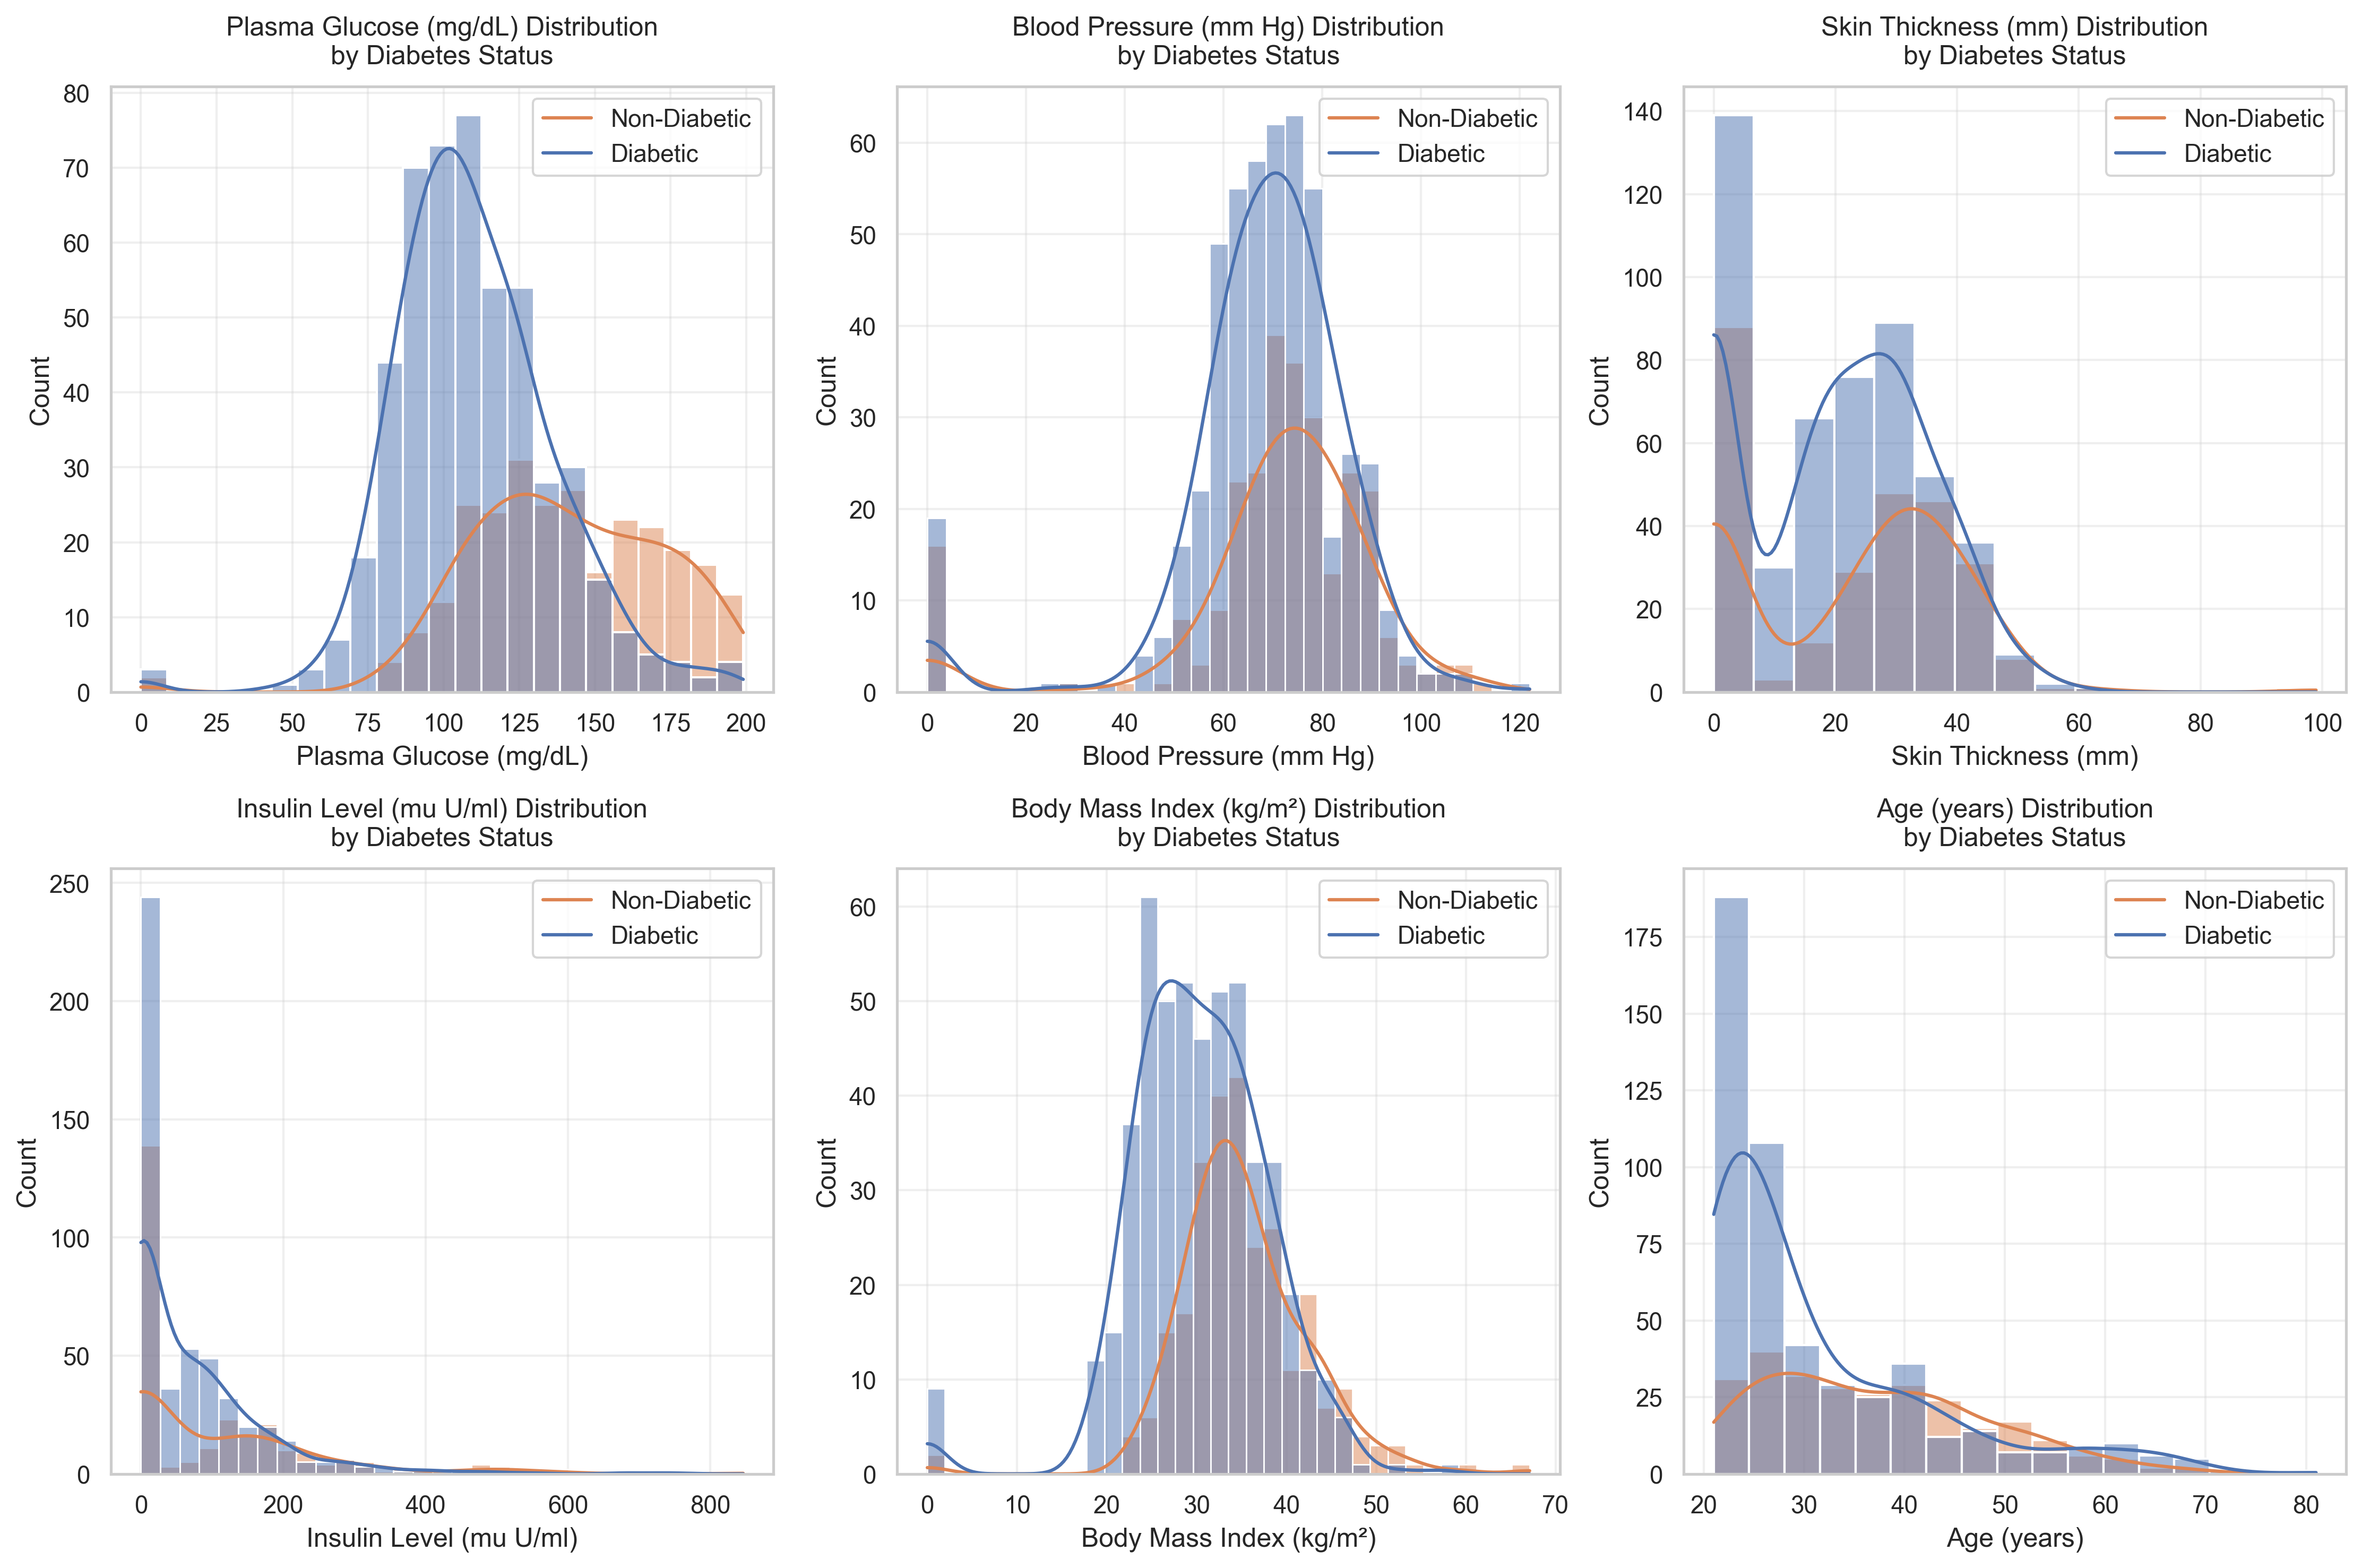 Plasma Glucose (mg/dL) Distribution
by Diabetes Status
80
70
60
50
40
30
20
10
0
Count
Non-Diabetic
Diabetic
0 25 50 75 100 125 150 175 200
Plasma Glucose (mg/dL)
Blood Pressure (mm Hg) Distribution
by Diabetes Status
60
50
40
30
20
10
0
Count
Non-Diabetic
Diabetic
0 20 40 60 80 100 120
Blood Pressure (mm Hg)
Skin Thickness (mm) Distribution
by Diabetes Status
140
120
100
80
60
40
20
0
Count
Non-Diabetic
Diabetic
0 20 40 60 80 100
Skin Thickness (mm)
Insulin Level (mu U/ml) Distribution
by Diabetes Status
250
200
150
100
50
0
Count
Non-Diabetic
Diabetic
0 200 400 600 800
Insulin Level (mu U/ml)
Body Mass Index (kg/m²) Distribution
by Diabetes Status
60
50
40
30
20
10
0
Count
Non-Diabetic
Diabetic
0 10 20 30 40 50 60 70
Body Mass Index (kg/m²)
Age (years) Distribution
by Diabetes Status
175
150
125
100
75
50
25
0
Count
Non-Diabetic
Diabetic
20 30 40 50 60 70 80
Age (years)